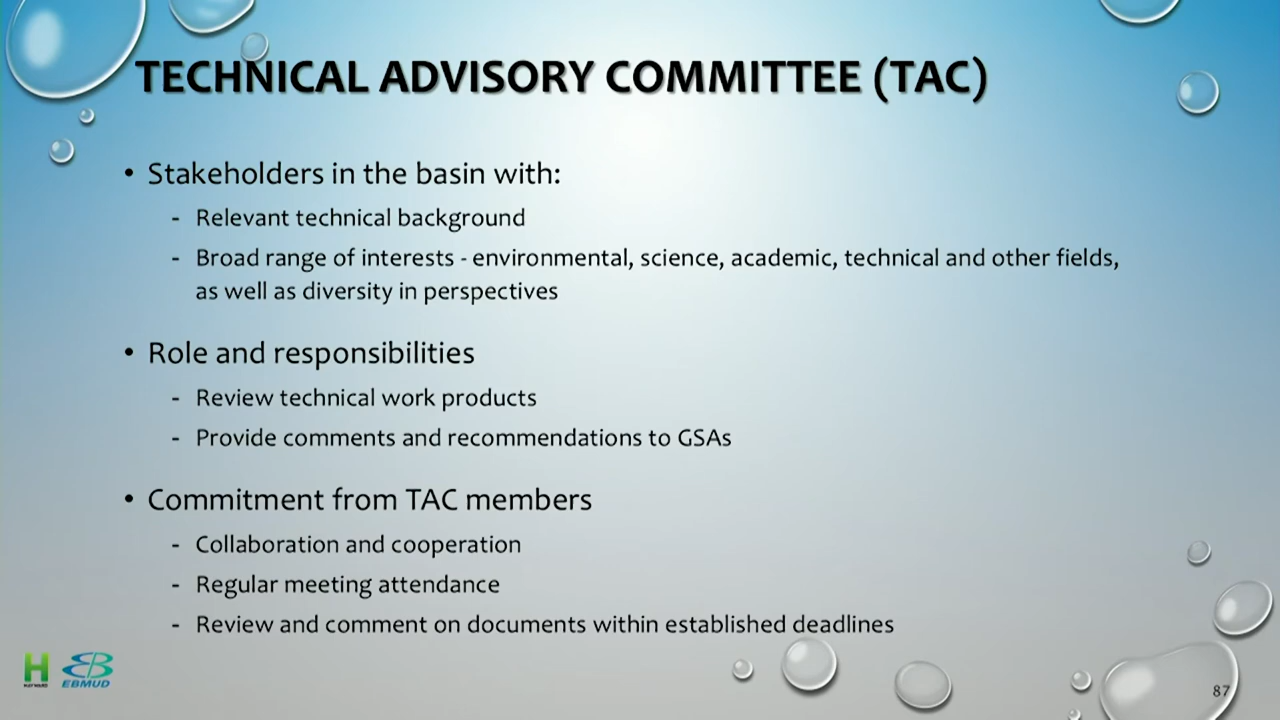 TECHNICAL ADVISORY COMMITTEE (TAC)
• Stakeholders in the basin with:
- Relevant technical background
- Broad range of interests - environmental, science, academic, technical and other fields,
as well as diversity in perspectives
• Role and responsibilities
- Review technical work products
- Provide comments and recommendations to GSAs
• Commitment from TAC members
- Collaboration and cooperation
- Regular meeting attendance
- Review and comment on documents within established deadlines
H
HAYWARD
EB
EBMUD
87